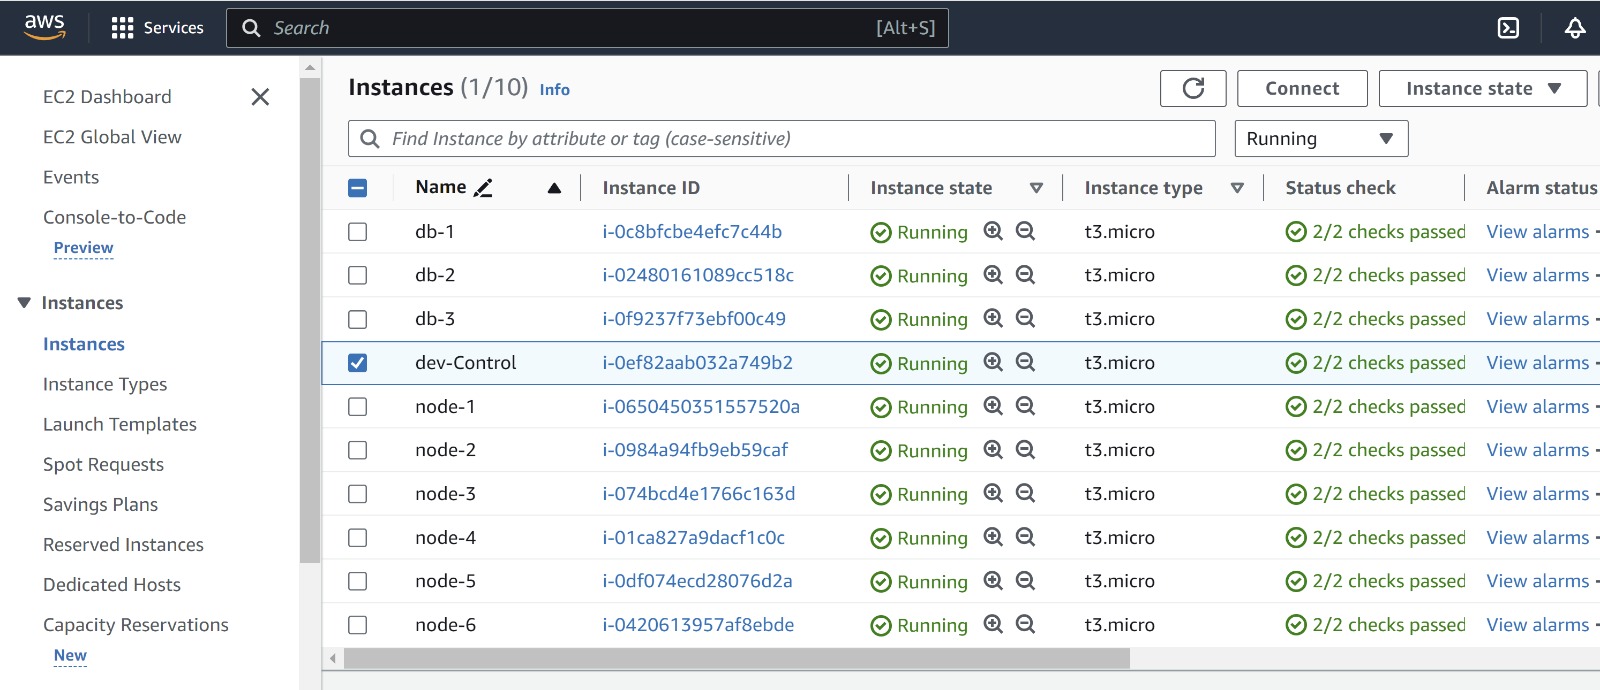 aws Services Search [Alt+S]
EC2 Dashboard
EC2 Global View
Events
Console-to-Code
Preview
Instances
Instances
Instance Types
Launch Templates
Spot Requests
Savings Plans
Reserved Instances
Dedicated Hosts
Capacity Reservations
New
Instances (1/10) Info Connect Instance state
Find Instance by attribute or tag (case-sensitive) Running
Name Instance ID Instance state Instance type Status check Alarm status
db-1 i-0c8bfcbe4efc7c44b Running t3.micro 2/2 checks passed View alarms
db-2 i-02480161089cc518c Running t3.micro 2/2 checks passed View alarms
db-3 i-0f9237f73ebf00c49 Running t3.micro 2/2 checks passed View alarms
dev-Control i-0ef82aab032a749b2 Running t3.micro 2/2 checks passed View alarms
node-1 i-0650450351557520a Running t3.micro 2/2 checks passed View alarms
node-2 i-0984a94fb9eb59caf Running t3.micro 2/2 checks passed View alarms
node-3 i-074bcd4e1766c163d Running t3.micro 2/2 checks passed View alarms
node-4 i-01ca827a9dacf1c0c Running t3.micro 2/2 checks passed View alarms
node-5 i-0df074ecd28076d2a Running t3.micro 2/2 checks passed View alarms
node-6 i-0420613957af8ebde Running t3.micro 2/2 checks passed View alarms